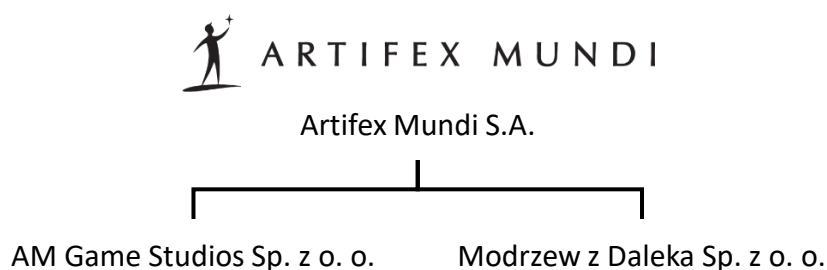 ARTIFEX MUNDI
Artifex Mundi S.A.
AM Game Studios Sp. z o. o.
Modrzew z Daleka Sp. z o. o.